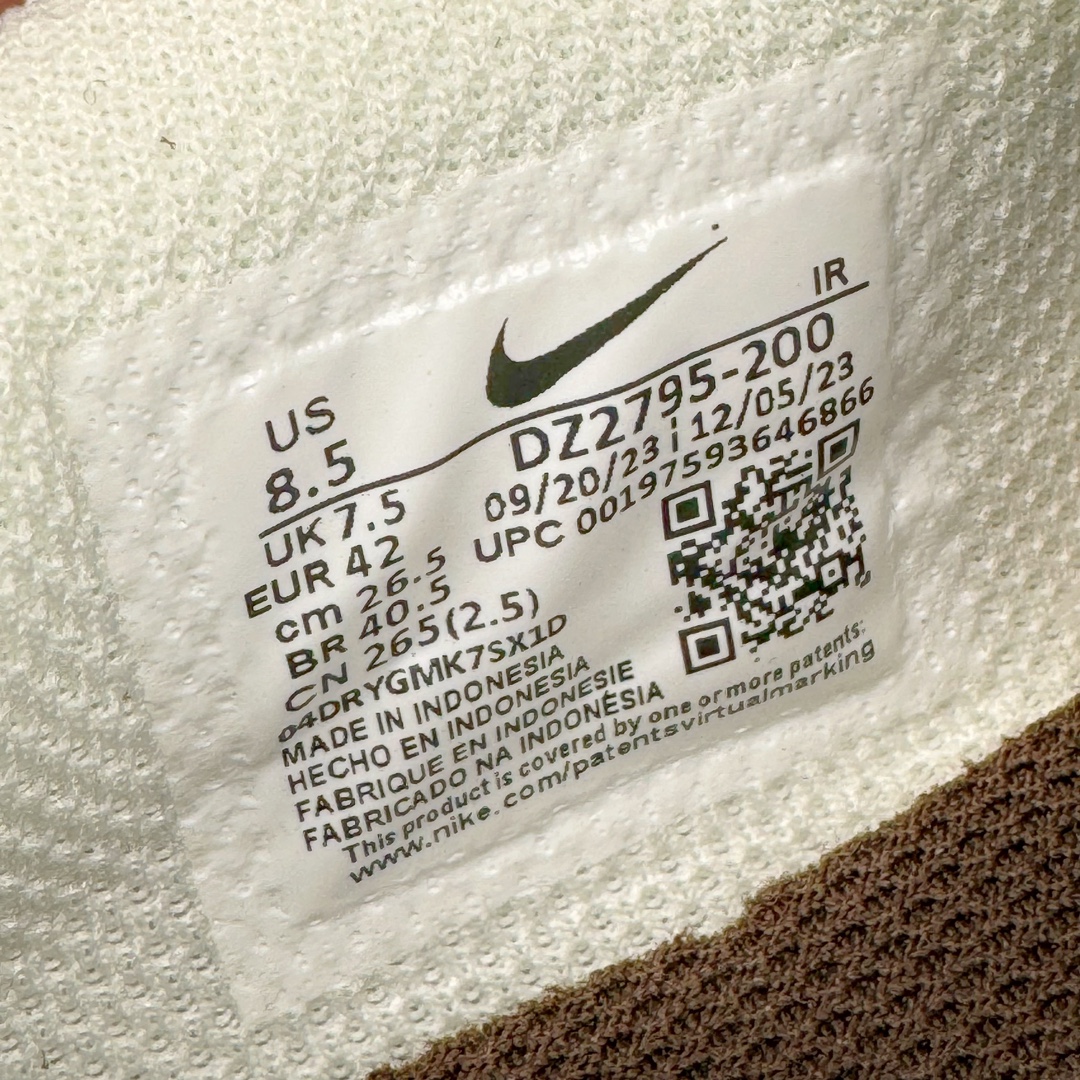 IR
US
8.5
DZ2795-200
09/20/23 i 12/05/23
UPC 00197593646866
UK 7.5
EUR 42
cm 26.5
BR 40.5
CN 265(2.5)
04DRYGMK7SX1D
MADE IN INDONESIA
HECHO EN INDONESIA
FABRIQUE EN INDONESIE
FABRICADO NA INDONÉSIA
This product is covered by one or more patents:
www.nike.com/patentsvirtualmarking